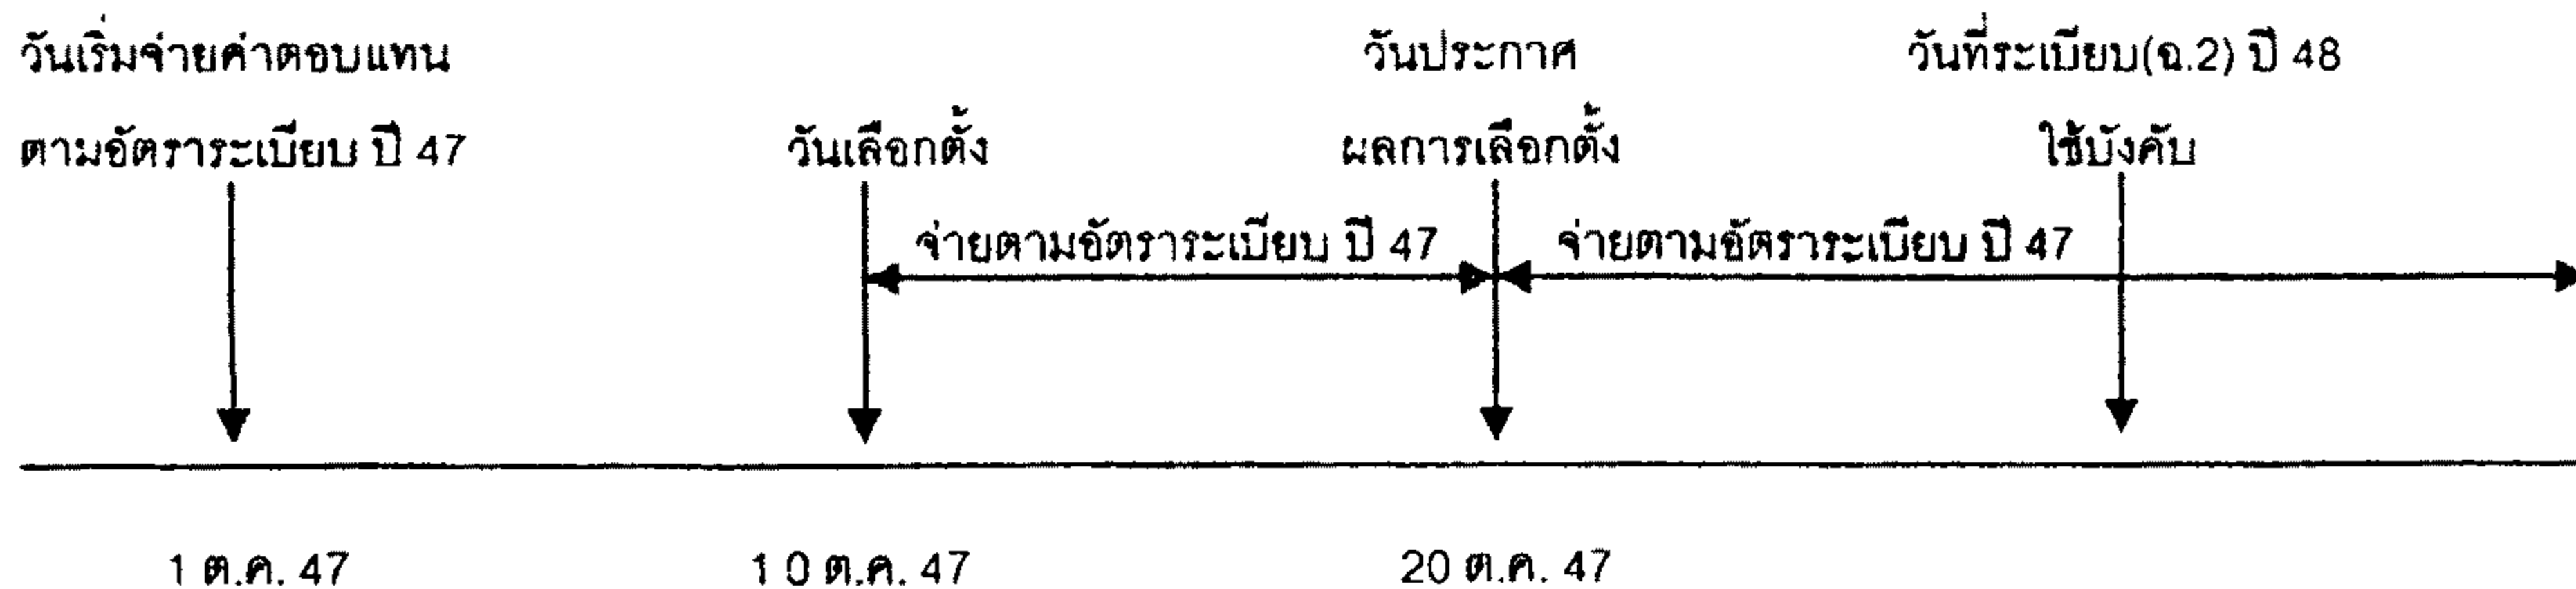 วันเริ่มจ่ายค่าตอบแทน
ตามอัตราระเบียบ ปี 47
วันเลือกตั้ง
วันประกาศ
ผลการเลือกตั้ง
วันที่ระเบียบ(ฉ.2) ปี 48
ใช้บังคับ
จ่ายตามอัตราระเบียบ ปี 47
จ่ายตามอัตราระเบียบ ปี 47
1 ต.ค. 47
1 0 ต.ค. 47
20 ต.ค. 47